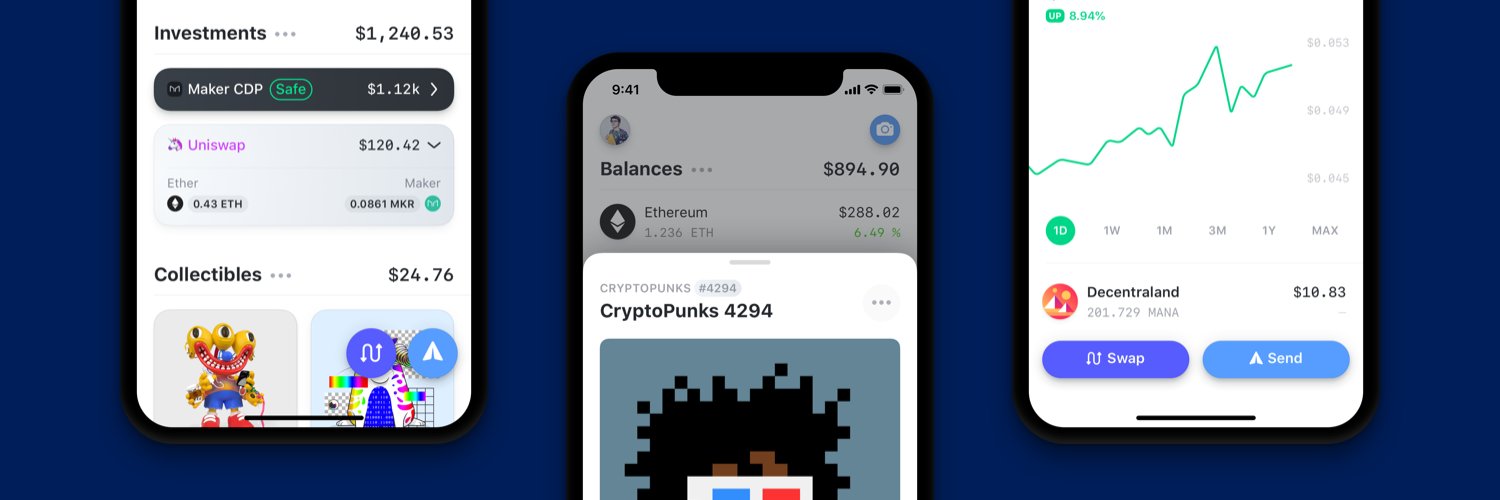 Investments ••• $1,240.53
Maker CDP Safe $1.12k
Uniswap $120.42
Ether Maker
0.43 ETH 0.0861 MKR
Collectibles ••• $24.76
9:41
Balances ••• $894.90
Ethereum $288.02
1.236 ETH 6.49 %
CRYPTOPUNKS #4294
CryptoPunks 4294
UP 8.94%
$0.053
$0.049
$0.045
1D 1W 1M 3M 1Y MAX
Decentraland $10.83
201.729 MANA –
Swap Send